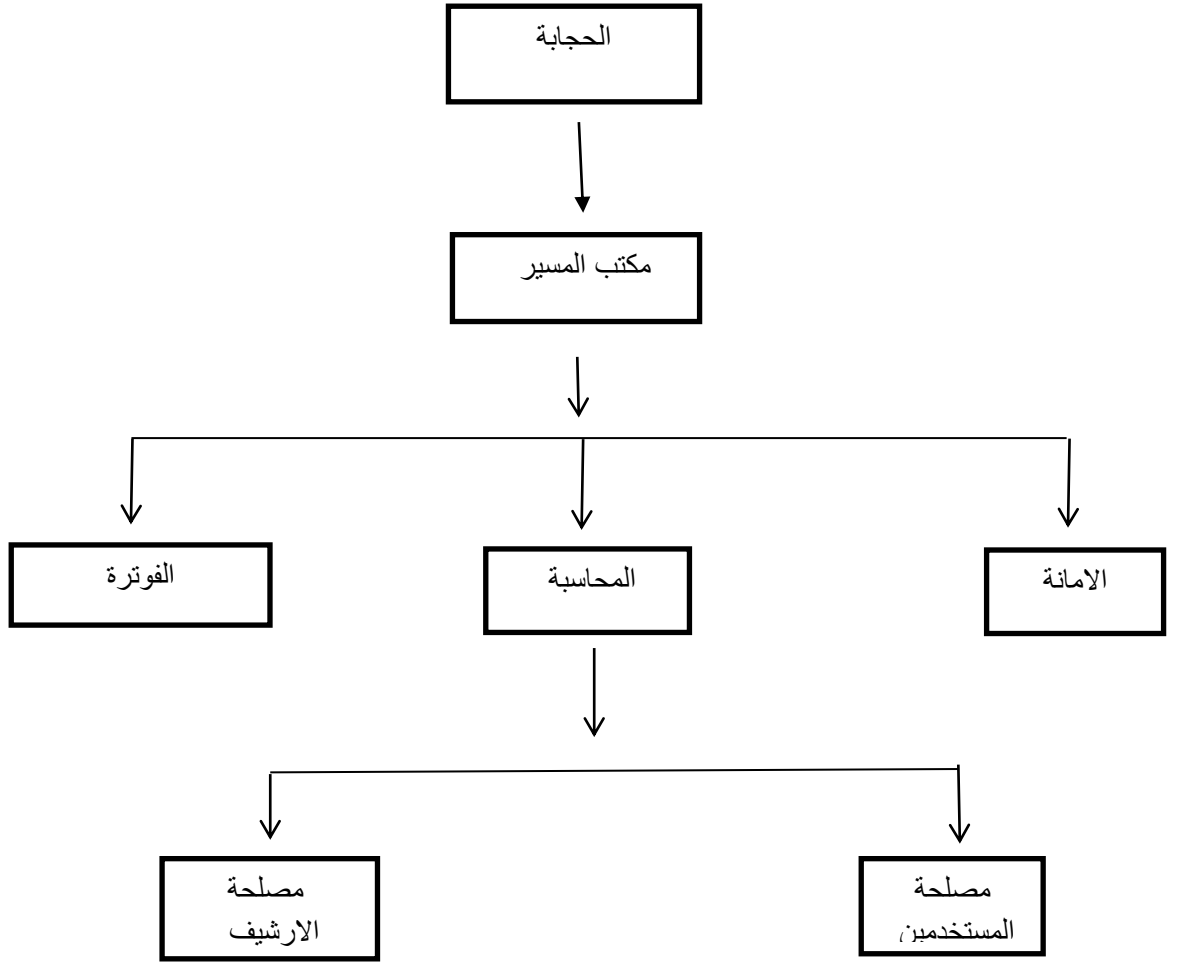 الحجابة
مكتب المسير
الامانة
المحاسبة
الفوترة
مصلحة
المستخدمين
مصلحة
الارشيف